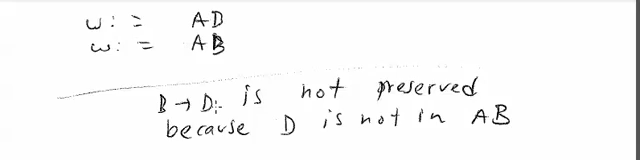 w: = AD
w: = AB
B → D; is not preserved
because D is not in AB